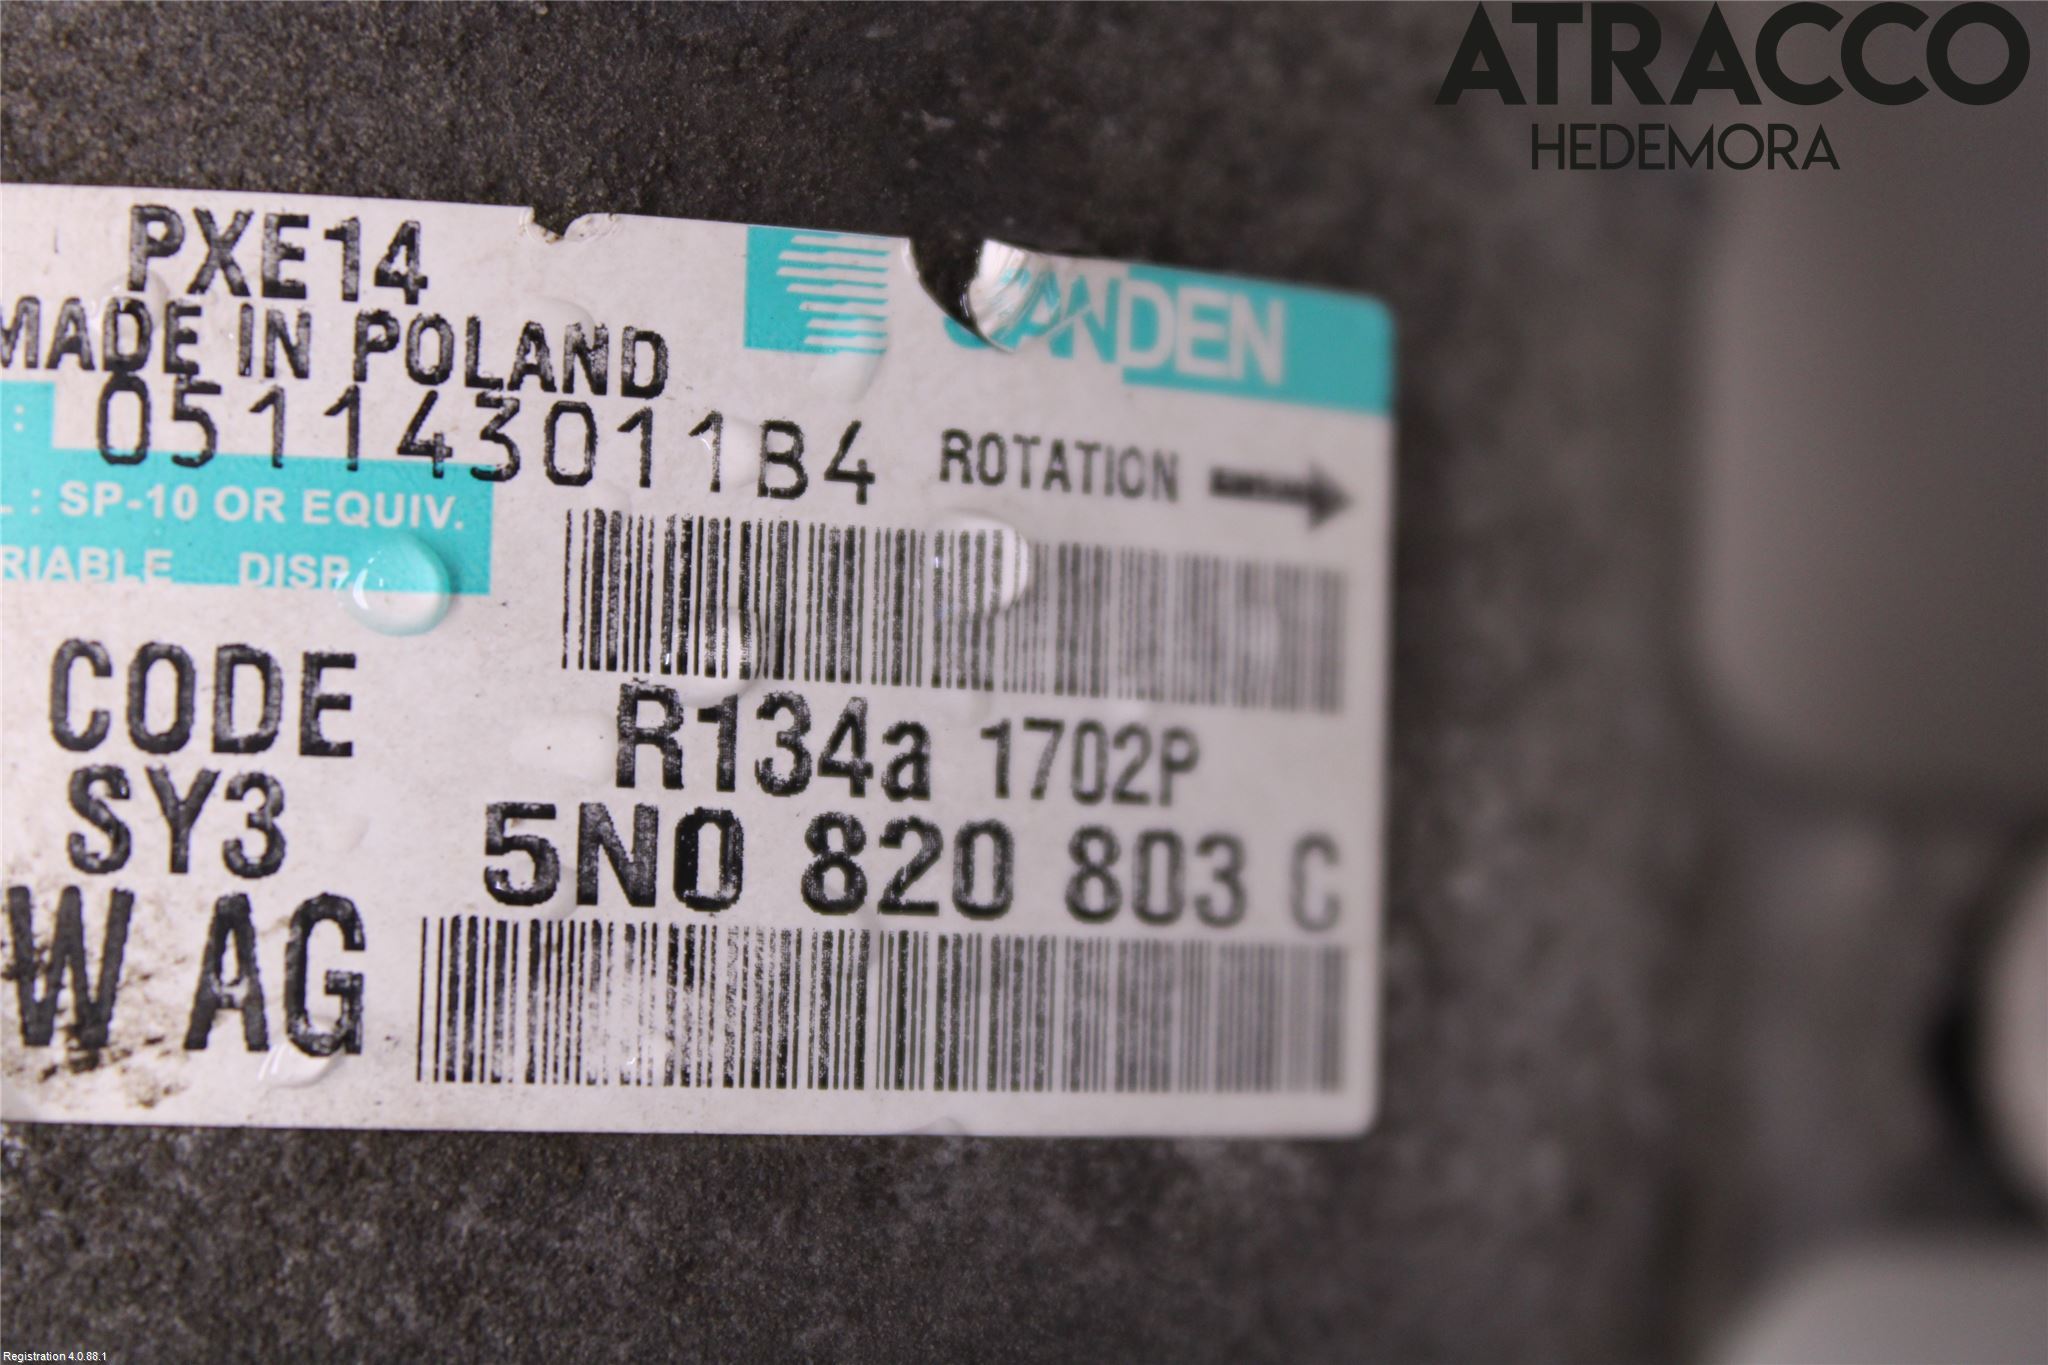 ATRACCO
HEDEMORA
PXE14
SANDEN
MADE IN POLAND
: 05114301184
ROTATION
L : SP-10 OR EQUIV.
RIABLE DISP
CODE
R134a 1702P
SY3
5N0 820 803 C
W AG
Registration 4.0.88.1